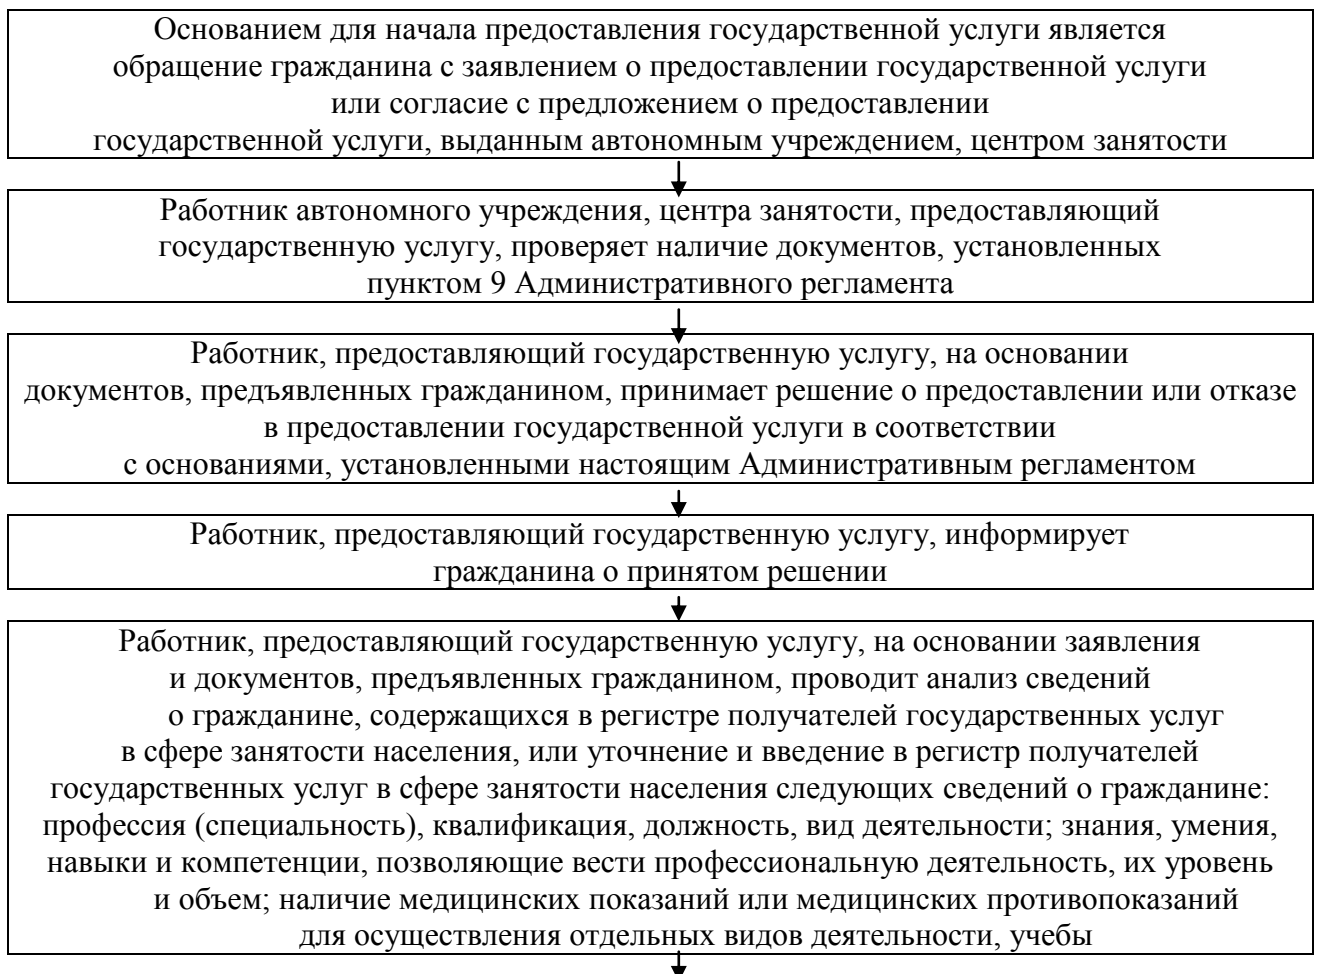 Основанием для начала предоставления государственной услуги является
обращение гражданина с заявлением о предоставлении государственной услуги
или согласие с предложением о предоставлении
государственной услуги, выданным автономным учреждением, центром занятости
Работник автономного учреждения, центра занятости, предоставляющий
государственную услугу, проверяет наличие документов, установленных
пунктом 9 Административного регламента
Работник, предоставляющий государственную услугу, на основании
документов, предъявленных гражданином, принимает решение о предоставлении или отказе
в предоставлении государственной услуги в соответствии
с основаниями, установленными настоящим Административным регламентом
Работник, предоставляющий государственную услугу, информирует
гражданина о принятом решении
Работник, предоставляющий государственную услугу, на основании заявления
и документов, предъявленных гражданином, проводит анализ сведений
о гражданине, содержащихся в регистре получателей государственных услуг
в сфере занятости населения, или уточнение и введение в регистр получателей
государственных услуг в сфере занятости населения следующих сведений о гражданине:
профессия (специальность), квалификация, должность, вид деятельности; знания, умения,
навыки и компетенции, позволяющие вести профессиональную деятельность, их уровень
и объем; наличие медицинских показаний или медицинских противопоказаний
для осуществления отдельных видов деятельности, учебы